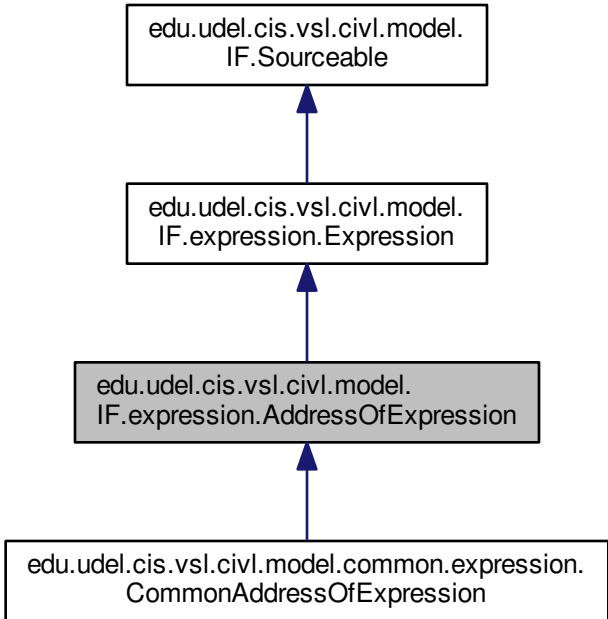 edu.udel.cis.vsl.civl.model.
IF.Sourceable
edu.udel.cis.vsl.civl.model.
IF.expression.Expression
edu.udel.cis.vsl.civl.model.
IF.expression.AddressOfExpression
edu.udel.cis.vsl.civl.model.common.expression.
CommonAddressOfExpression